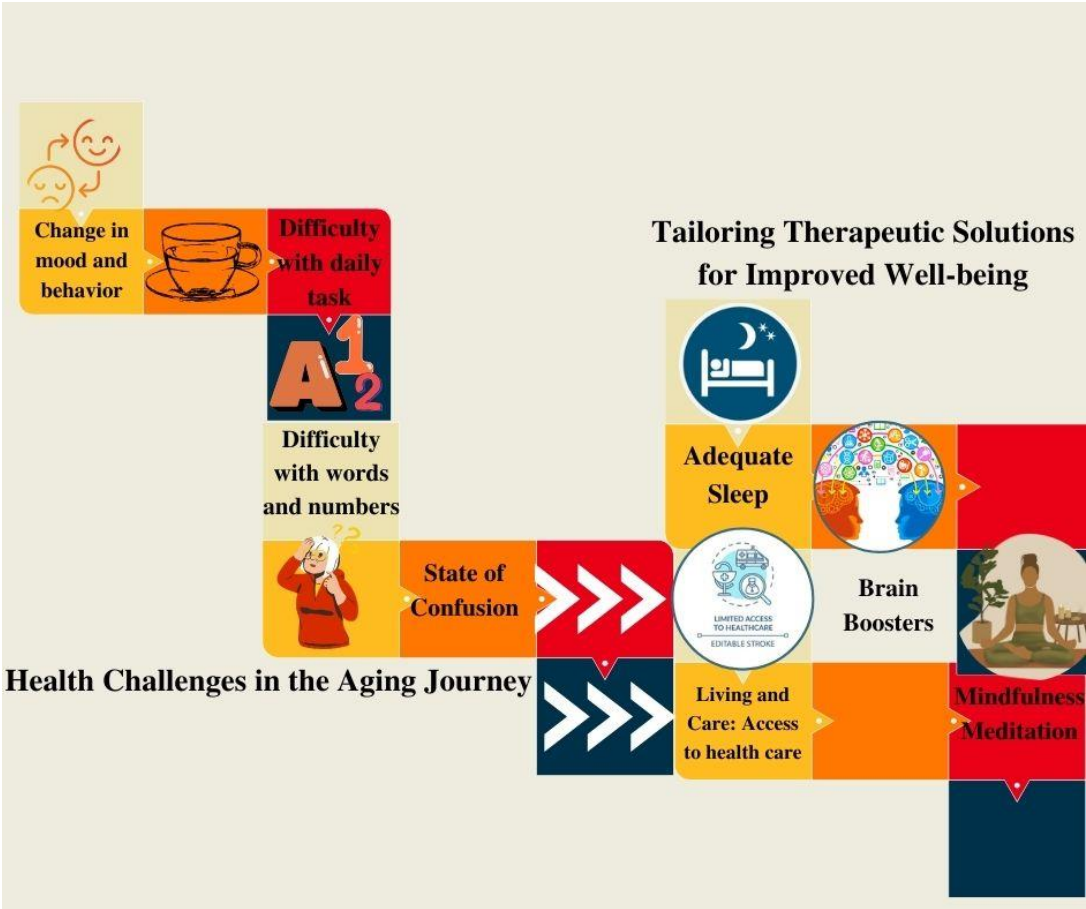 Change in
mood and
behavior
Difficulty
with daily
task
A 1
2
Difficulty
with words
and numbers
??
State of
Confusion
Health Challenges in the Aging Journey
Tailoring Therapeutic Solutions
for Improved Well-being
Adequate
Sleep
Brain
Boosters
LIMITED ACCESS
TO HEALTHCARE
EDITABLE STROKE
Living and
Care: Access
to health care
Mindfulness
Meditation